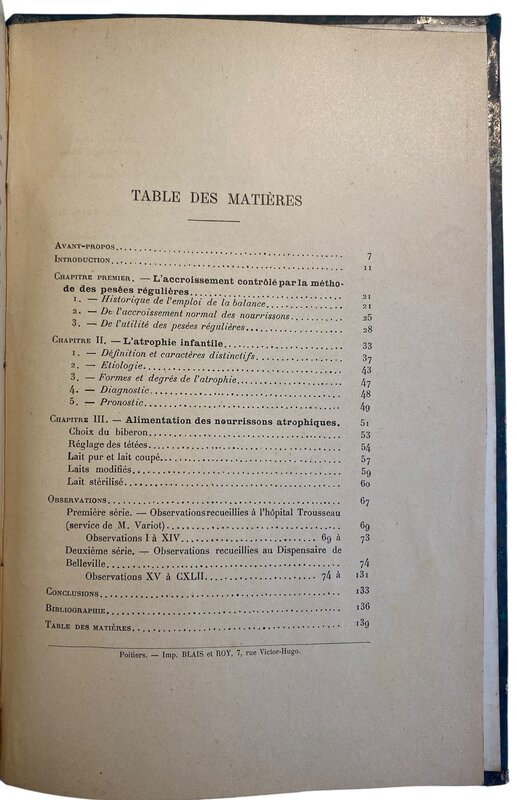 TABLE DES MATIÈRES
AVANT-PROPOS. . . . . . . . . . 7
INTRODUCTION . . . . . . . . . . 11
CHAPITRE PREMIER. — L'accroissement contrôlé par la métho-
de des pesées régulières. . . . . . . . . . 21
1. — Historique de l'emploi de la balance. . . . . . . . . . 21
2. — De l'accroissement normal des nourrissons. . . . . . . . . . 25
3. — De l'utilité des pesées régulières. . . . . . . . . . 28
CHAPITRE II. — L'atrophie infantile. . . . . . . . . . 33
1. — Définition et caractères distinctifs. . . . . . . . . . 37
2. — Etiologie. . . . . . . . . . 43
3. — Formes et degrés de l'atrophie. . . . . . . . . . 47
4. — Diagnostic . . . . . . . . . . 48
5. — Pronostic . . . . . . . . . . 49
CHAPITRE III. — Alimentation des nourrissons atrophiques. 51
Choix du biberon. . . . . . . . . . 53
Réglage des tétées. . . . . . . . . . 54
Lait pur et lait coupé. . . . . . . . . . 57
Laits modifiés. . . . . . . . . . 59
Lait stérilisé. . . . . . . . . . 60
OBSERVATIONS . . . . . . . . . . 67
Première série. — Observations recueillies à l'hôpital Trousseau
(service de M. Variot). . . . . . . . . . 69
Observations I à XIV. . . . . . . . . . 69 à 73
Deuxième série. — Observations recueillies au Dispensaire de
Belleville . . . . . . . . . . 74
Observations XV à CXLII. . . . . . . . . . 74 à 131
CONCLUSIONS . . . . . . . . . . 133
BIBLIOGRAPHIE . . . . . . . . . . 136
TABLE DES MATIÈRES. . . . . . . . . . 139
Poitiers. — Imp. BLAIS et ROY, 7, rue Victor-Hugo.